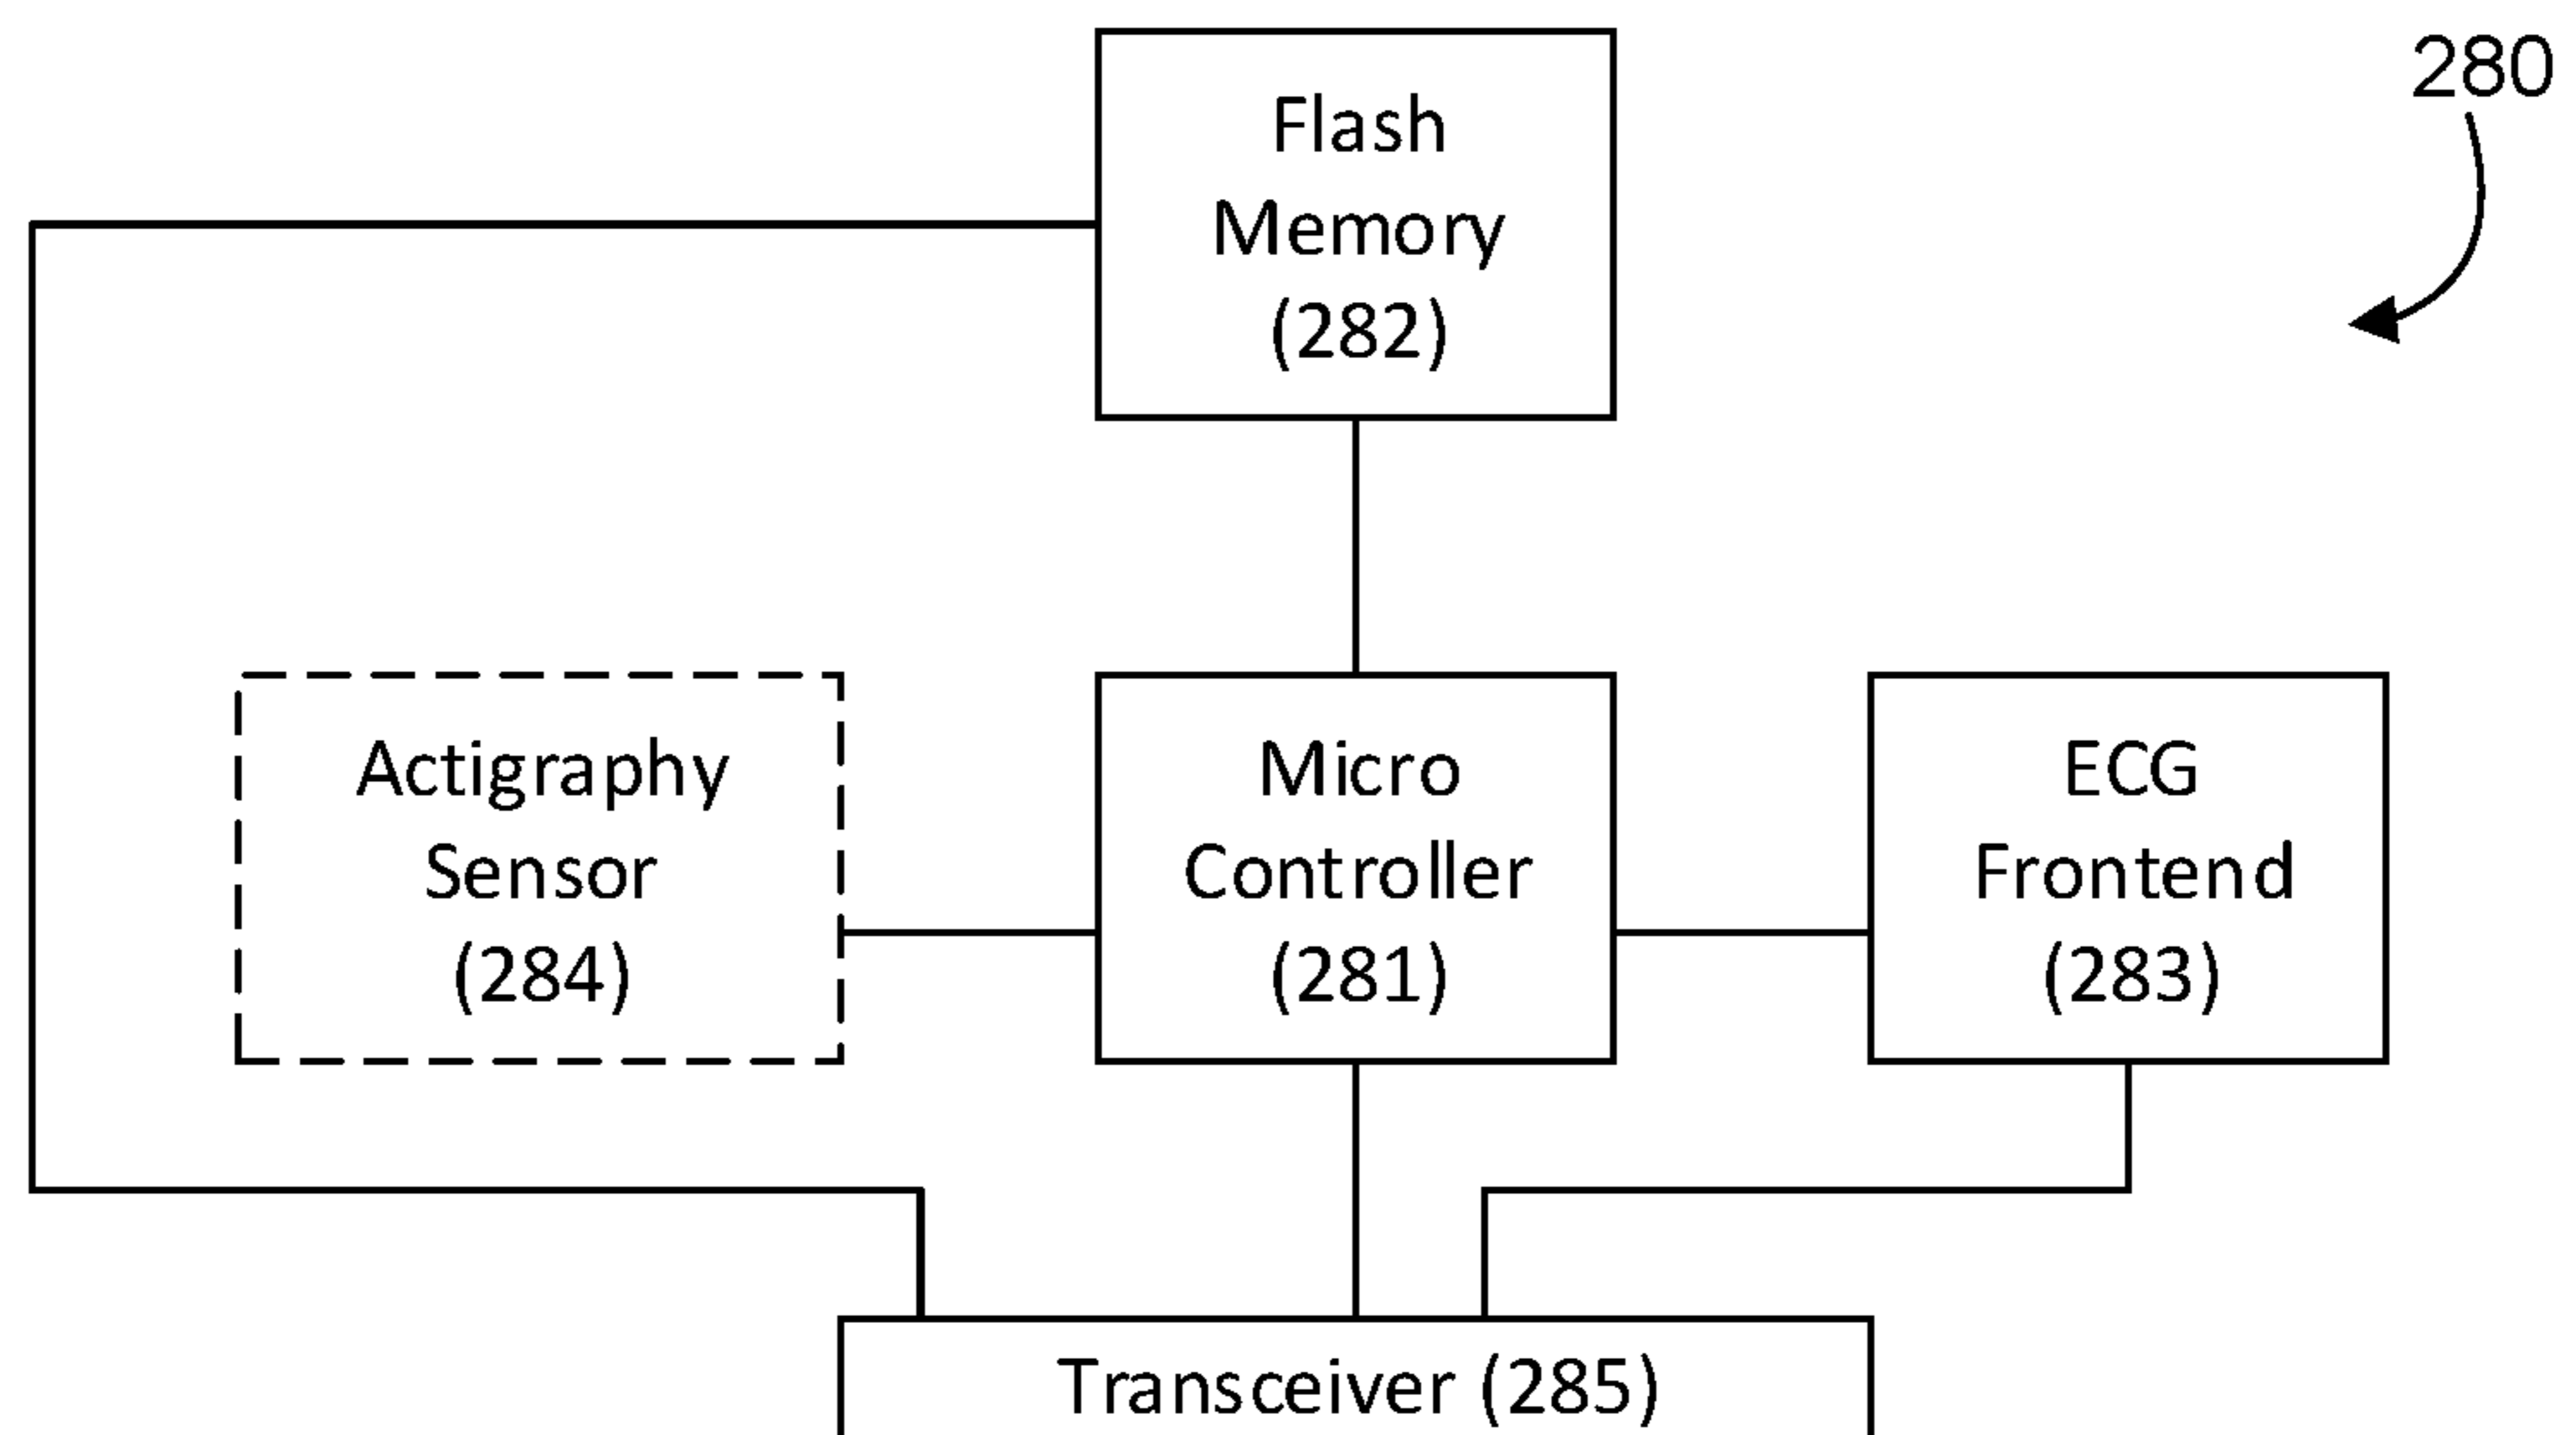 280
Flash
Memory
(282)
Actigraphy
Sensor
(284)
Micro
Controller
(281)
ECG
Frontend
(283)
Transceiver (285)